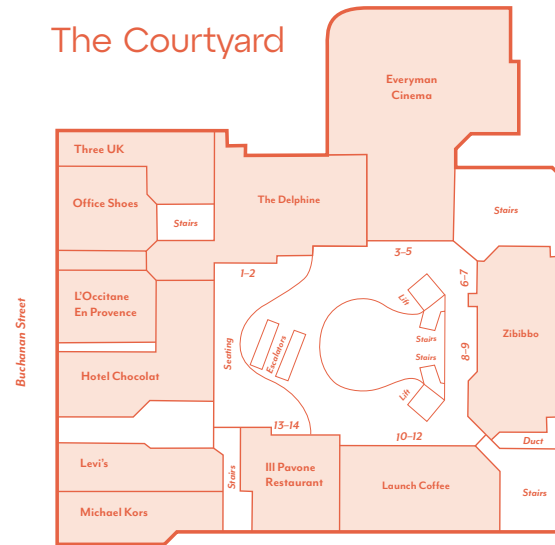 The Courtyard
Everyman
Cinema
Three UK
Office Shoes
Stairs
The Delphine
Stairs
1–2
3–5
6–7
L'Occitane
En Provence
Lift
Stairs
Zibibbo
Buchanan Street
Seating
Escalators
Stairs
8–9
Hotel Chocolat
Lift
13–14
10–12
Duct
Levi's
Stairs
Ill Pavone
Restaurant
Launch Coffee
Stairs
Michael Kors